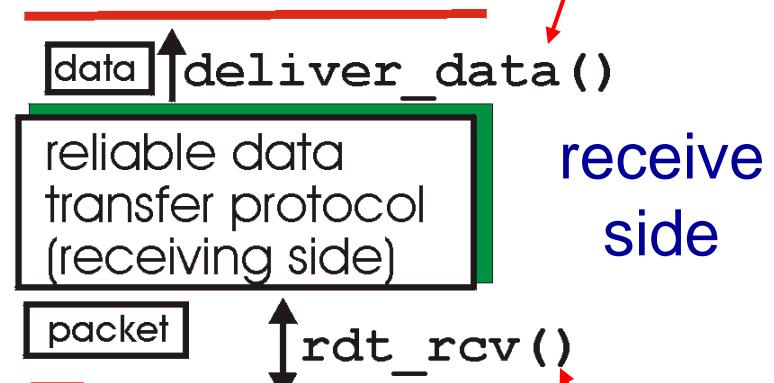 data deliver_data()
reliable data
transfer protocol
(receiving side)
receive
side
packet rdt_rcv()